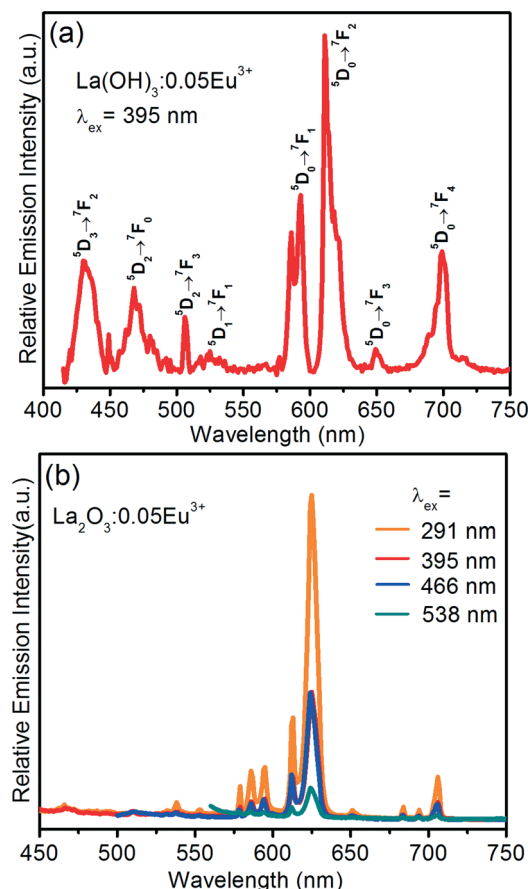 (a)
La(OH)₃:0.05Eu³⁺
λₑₓ= 395 nm
⁵D₃→⁷F₂
⁵D₂→⁷F₀
⁵D₂→⁷F₃
⁵D₁→⁷F₁
⁵D₀→⁷F₁
⁵D₀→⁷F₂
⁵D₀→⁷F₃
⁵D₀→⁷F₄
Relative Emission Intensity (a.u.)
400 450 500 550 600 650 700 750
Wavelength (nm)
(b)
La₂O₃:0.05Eu³⁺
λₑₓ=
291 nm
395 nm
466 nm
538 nm
Relative Emission Intensity(a.u.)
450 500 550 600 650 700 750
Wavelength (nm)